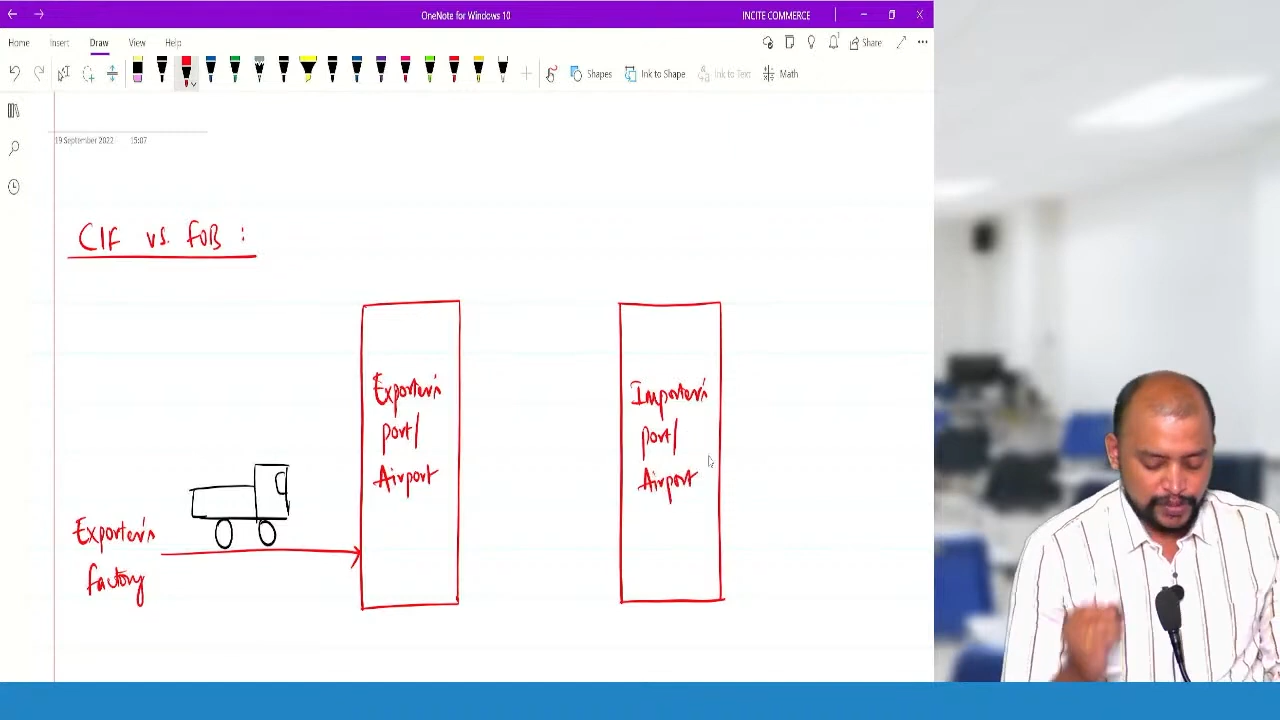 OneNote for Windows 10
INCITE COMMERCE
Home Insert Draw View Help
Share
Shapes
Ink to Shape
Ink to Text
Math
19 September 2022 15:07
CIF vs. FOB :
Exporter's
port/
Airport
Importer's
port/
Airport
Exporter's
factory